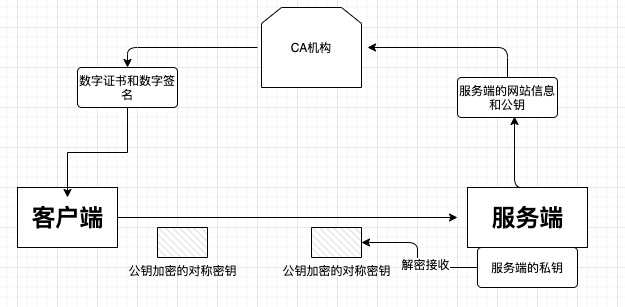 CA机构
数字证书和数字签
名
服务端的网站信息
和公钥
客户端
服务端
公钥加密的对称密钥
公钥加密的对称密钥
解密接收
服务端的私钥